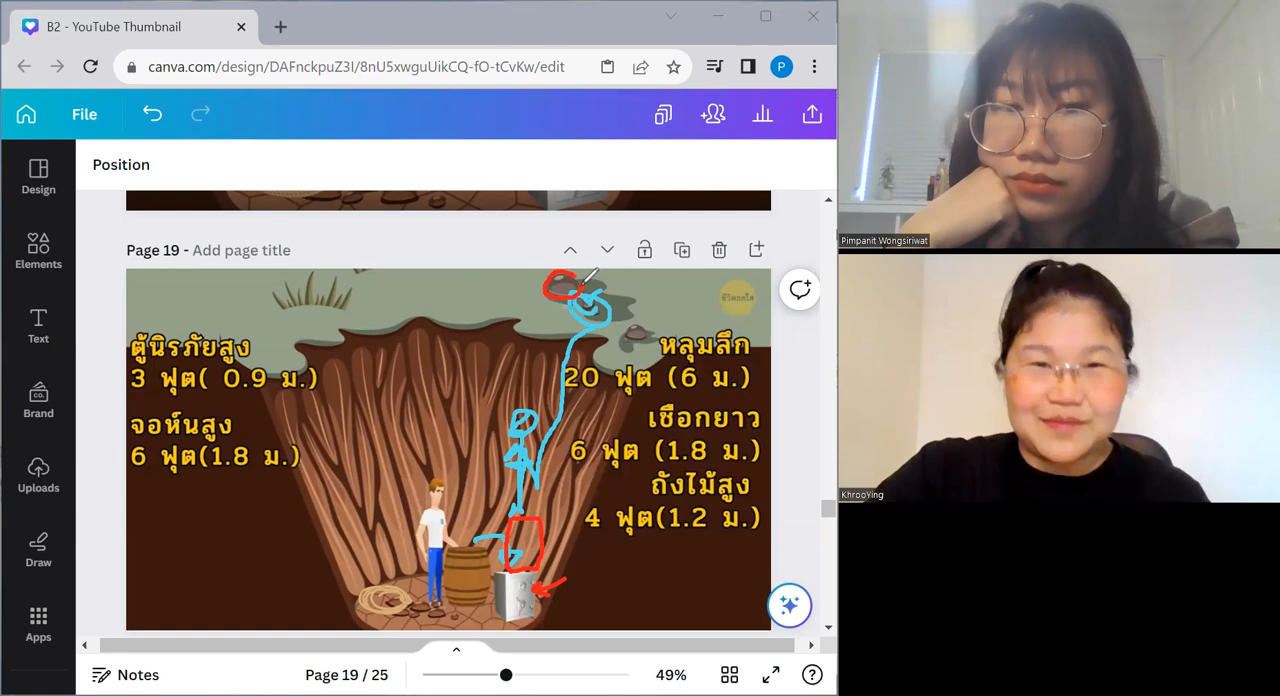 B2 - YouTube Thumbnail
canva.com/design/DAFnckpuZ3I/8nU5xwguUikCQ-fO-tCvKw/edit
P
File
Position
Design
Elements
Text
Brand
Uploads
Draw
Apps
Page 19 - Add page title
ตู้นิรภัยสูง
3 ฟุต( 0.9 ม.)
จอห์นสูง
6 ฟุต(1.8 ม.)
หลุมลึก
20 ฟุต (6 ม.)
เชือกยาว
6 ฟุต (1.8 ม.)
ถังไม้สูง
4 ฟุต(1.2 ม.)
Notes
Page 19 / 25
49%
Pimpanit Wongsiriwat
KhrooYing